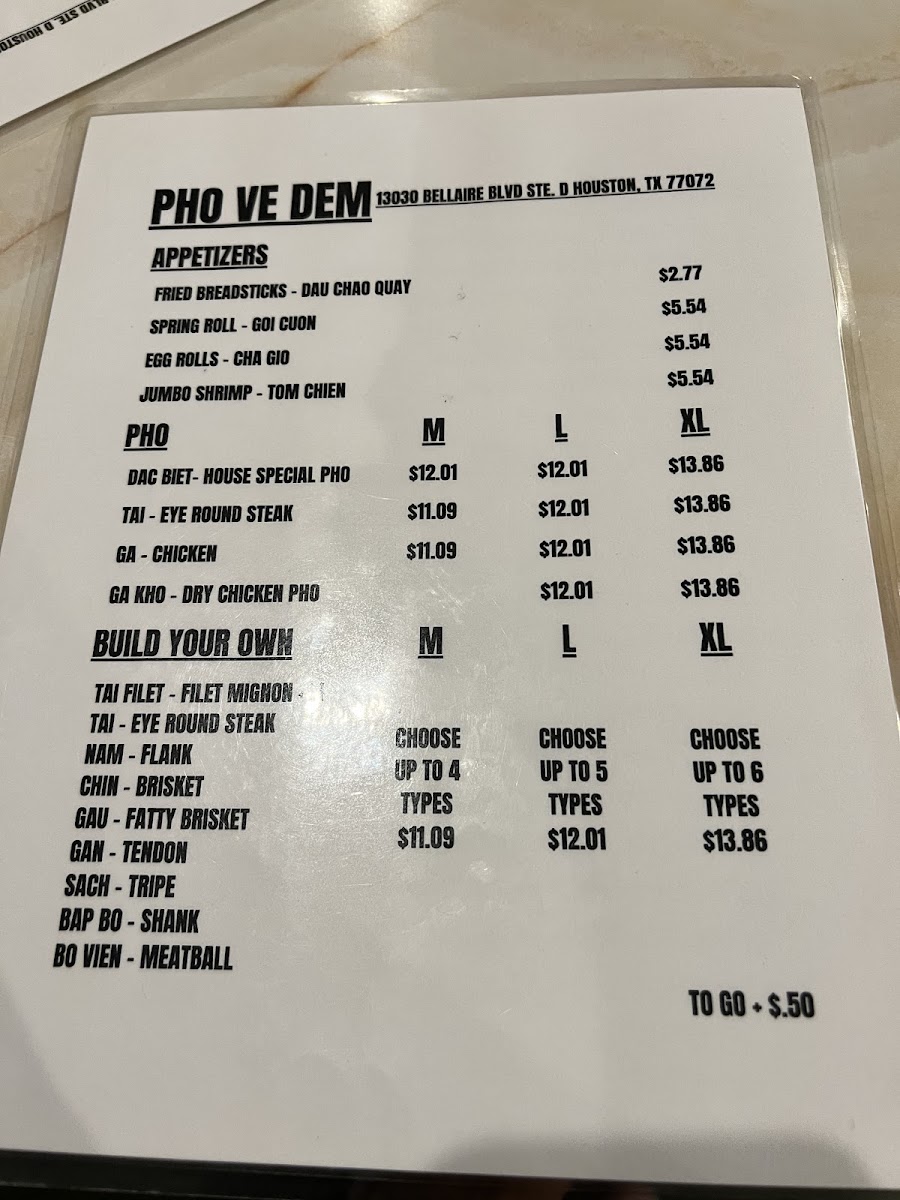 BLVD STE. D HOUSTO
PHO VE DEM 13030 BELLAIRE BLVD STE. D HOUSTON, TX 77072
APPETIZERS
FRIED BREADSTICKS - DAU CHAO QUAY $2.77
SPRING ROLL - GOI CUON $5.54
EGG ROLLS - CHA GIO $5.54
JUMBO SHRIMP - TOM CHIEN $5.54
PHO M L XL
DAC BIET- HOUSE SPECIAL PHO $12.01 $12.01 $13.86
TAI - EYE ROUND STEAK $11.09 $12.01 $13.86
GA - CHICKEN $11.09 $12.01 $13.86
GA KHO - DRY CHICKEN PHO $12.01 $13.86
BUILD YOUR OWN M L XL
TAI FILET - FILET MIGNON
TAI - EYE ROUND STEAK
NAM - FLANK CHOOSE CHOOSE CHOOSE
CHIN - BRISKET UP TO 4 UP TO 5 UP TO 6
GAU - FATTY BRISKET TYPES TYPES TYPES
GAN - TENDON $11.09 $12.01 $13.86
SACH - TRIPE
BAP BO - SHANK
BO VIEN - MEATBALL
TO GO + $.50